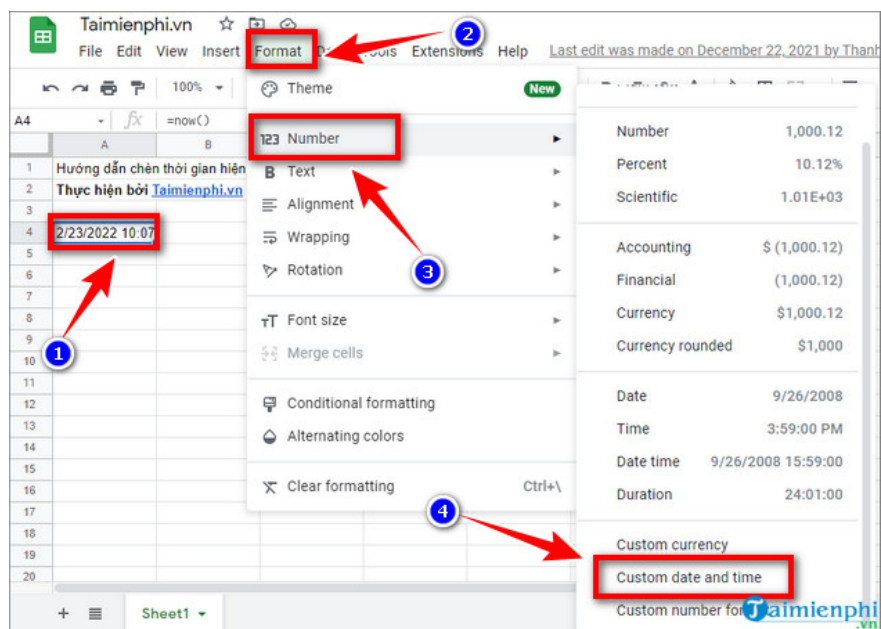 Taimienphi.vn
File Edit View Insert Format Extensions Help Last edit was made on December 22, 2021 by Thanh
2
100%
A4 fx =now()
A B
1 Hướng dẫn chèn thời gian hiện
2 Thực hiện bởi Taimienphi.vn
3
4 2/23/2022 10:07
5
6
7
8
9
10
11
12
13
14
15
16
17
18
19
20
1
Theme New
123 Number
B Text
Alignment
Wrapping
Rotation
3
Font size
Merge cells
Conditional formatting
Alternating colors
Clear formatting Ctrl+\
4
Number 1,000.12
Percent 10.12%
Scientific 1.01E+03
Accounting $ (1,000.12)
Financial (1,000.12)
Currency $1,000.12
Currency rounded $1,000
Date 9/26/2008
Time 3:59:00 PM
Date time 9/26/2008 15:59:00
Duration 24:01:00
Custom currency
Custom date and time
Custom number
Sheet1
Taimienphi
.vn